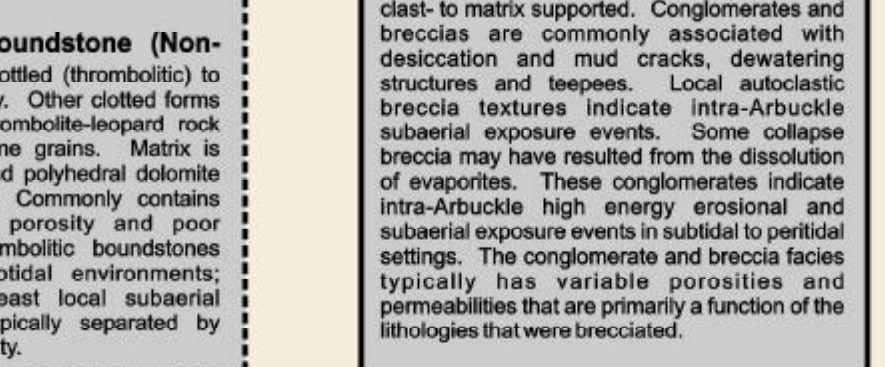 oundstone (Non-
ottled (thrombolitic) to
y. Other clotted forms
ombolite-leopard rock
ne grains. Matrix is
nd polyhedral dolomite
Commonly contains
porosity and poor
mbolitic boundstones
otidal environments;
east local subaerial
pically separated by
ty.
clast- to matrix supported. Conglomerates and
breccias are commonly associated with
desiccation and mud cracks, dewatering
structures and teepees. Local autoclastic
breccia textures indicate intra-Arbuckle
subaerial exposure events. Some collapse
breccia may have resulted from the dissolution
of evaporites. These conglomerates indicate
intra-Arbuckle high energy erosional and
subaerial exposure events in subtidal to peritidal
settings. The conglomerate and breccia facies
typically has variable porosities and
permeabilities that are primarily a function of the
lithologies that were brecciated.